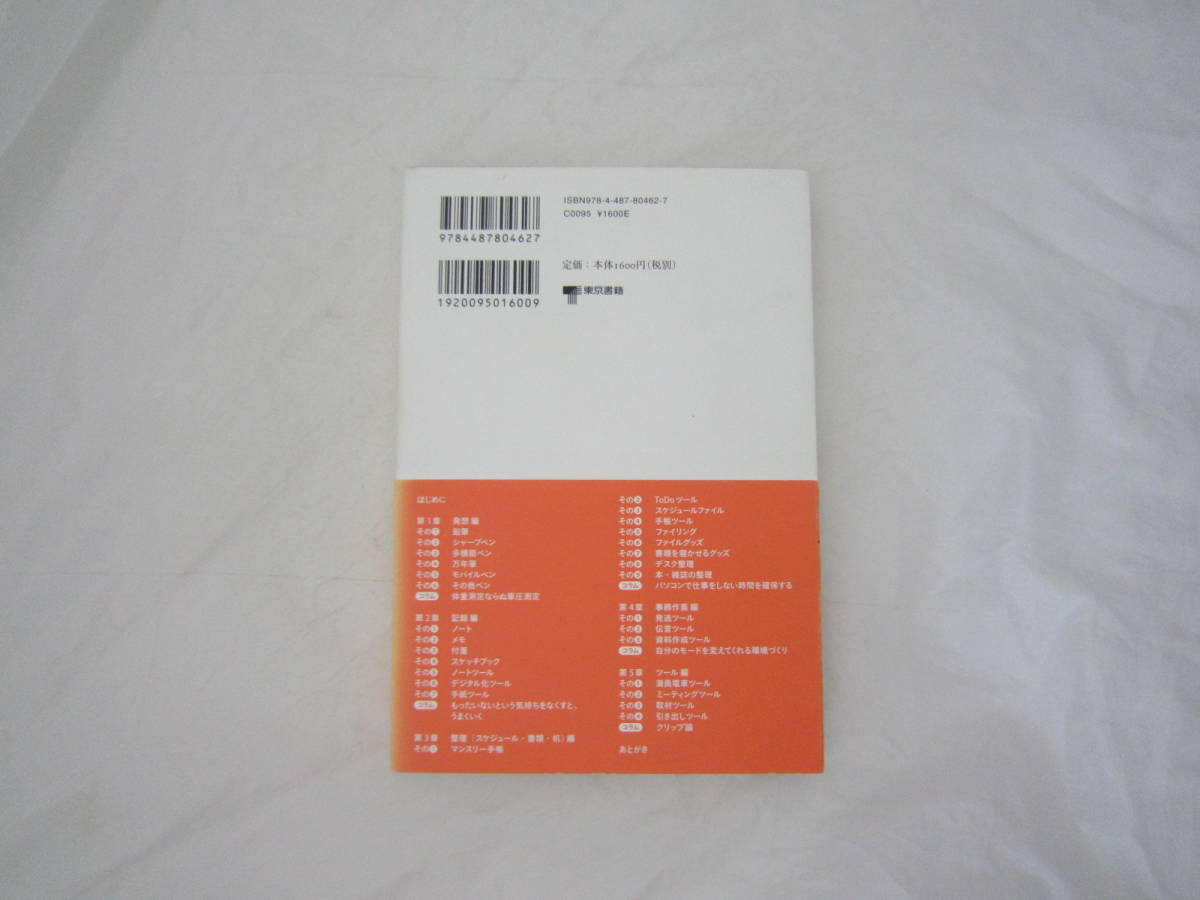 ISBN978-4-487-80462-7
C0095 ¥1600E
9784487804627
定価：本体1600円(税別)
1920095016009
東京書籍
はじめに
第1章 発想 編
その1 鉛筆
その2 シャープペン
その3 多機能ペン
その4 万年筆
その5 モバイルペン
その6 その他ペン
コラム 体重測定ならぬ筆圧測定
第2章 記録 編
その1 ノート
その2 メモ
その3 付箋
その4 スケッチブック
その5 ノートツール
その6 デジタル化ツール
その7 手紙ツール
コラム もったいないという気持ちをなくすと、
うまくいく
第3章 整理（スケジュール・書類・机）編
その1 マンスリー手帳
その2 ToDoツール
その3 スケジュールファイル
その4 手帳ツール
その5 ファイリング
その6 ファイルグッズ
その7 書類を寝かせるグッズ
その8 デスク整理
その9 本・雑誌の整理
コラム パソコンで仕事をしない時間を確保する
第4章 事務作業 編
その1 発送ツール
その2 伝言ツール
その3 資料作成ツール
コラム 自分のモードを変えてくれる環境づくり
第5章 ツール 編
その1 満員電車ツール
その2 ミーティングツール
その3 取材ツール
その4 引き出しツール
コラム クリップ論
あとがき